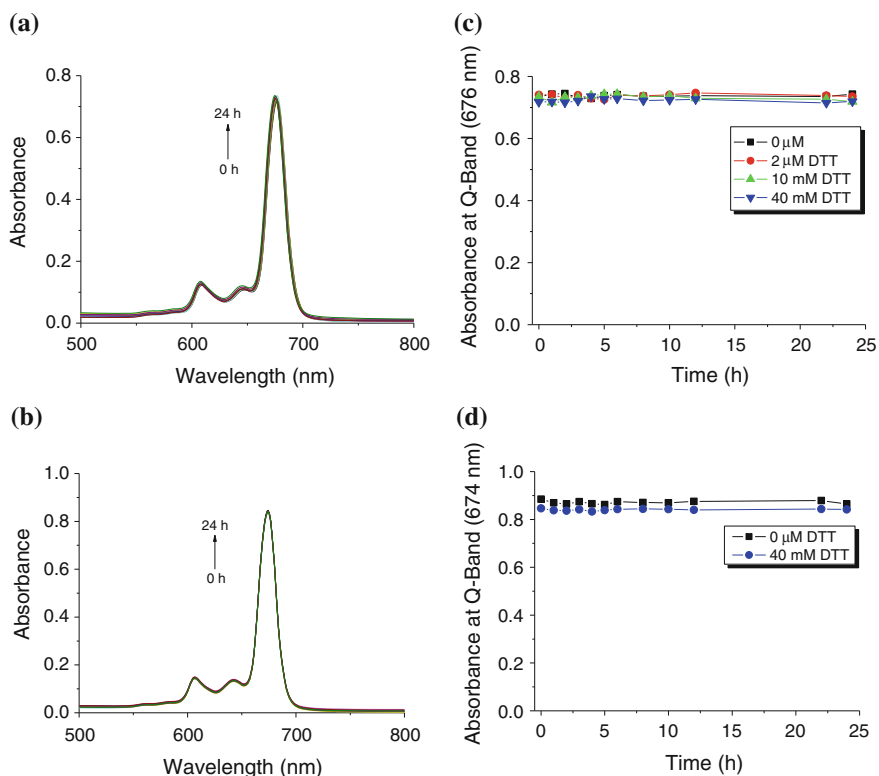 (a)
Absorbance
0.8
0.6
0.4
0.2
0.0
24 h
0 h
500
600
700
800
Wavelength (nm)
(c)
Absorbance at Q-Band (676 nm)
1.0
0.8
0.6
0.4
0.2
0.0
0 μM
2 μM DTT
10 mM DTT
40 mM DTT
0
5
10
15
20
25
Time (h)
(b)
Absorbance
1.0
0.8
0.6
0.4
0.2
0.0
24 h
0 h
500
600
700
800
Wavelength (nm)
(d)
Absorbance at Q-Band (674 nm)
1.0
0.8
0.6
0.4
0.2
0.0
0 μM DTT
40 mM DTT
0
5
10
15
20
25
Time (h)